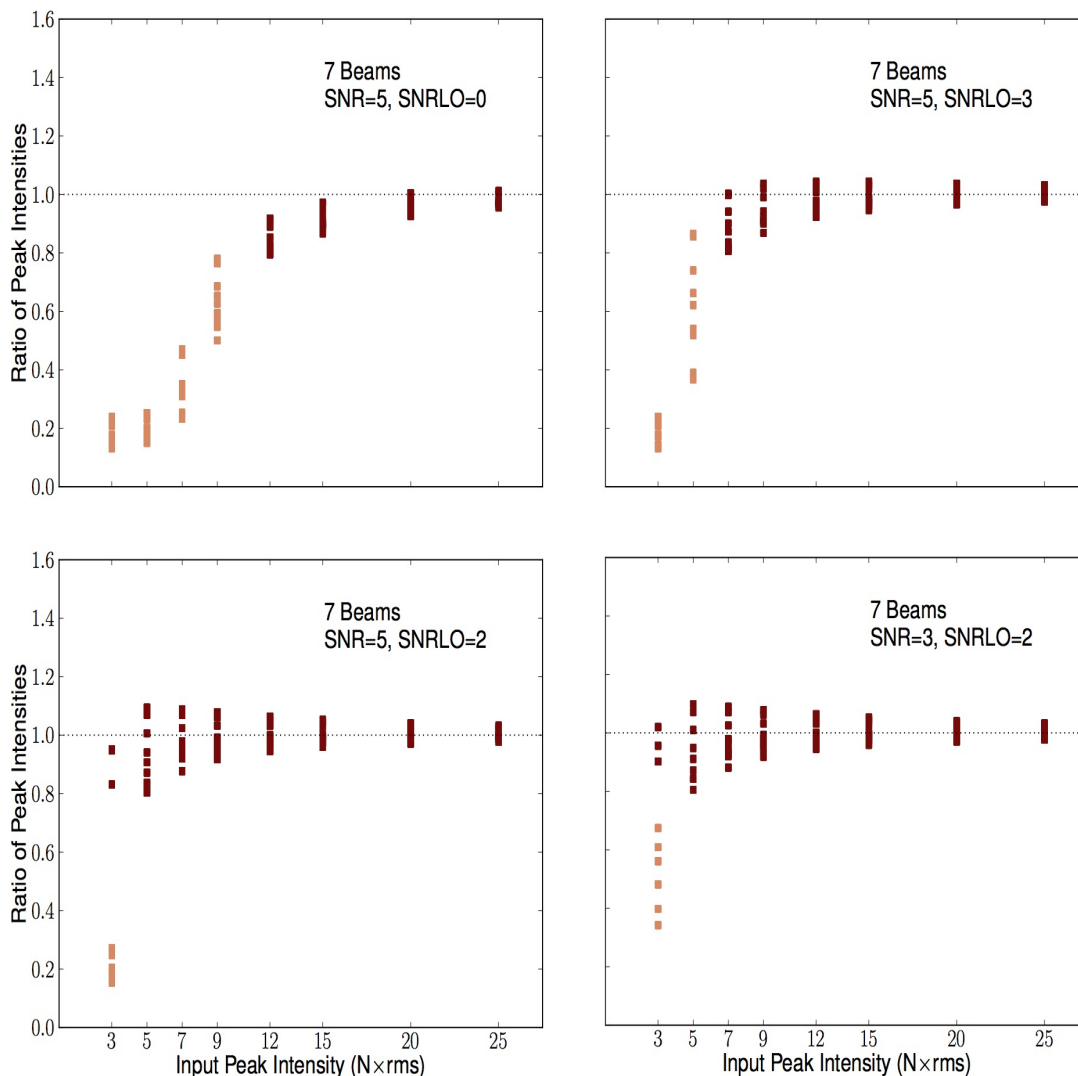 1.6
1.4
1.2
1.0
0.8
0.6
0.4
0.2
0.0
Ratio of Peak Intensities
7 Beams
SNR=5, SNRLO=0
7 Beams
SNR=5, SNRLO=3
1.6
1.4
1.2
1.0
0.8
0.6
0.4
0.2
0.0
Ratio of Peak Intensities
7 Beams
SNR=5, SNRLO=2
3 5 7 9 12 15 20 25
Input Peak Intensity (N×rms)
7 Beams
SNR=3, SNRLO=2
3 5 7 9 12 15 20 25
Input Peak Intensity (N×rms)